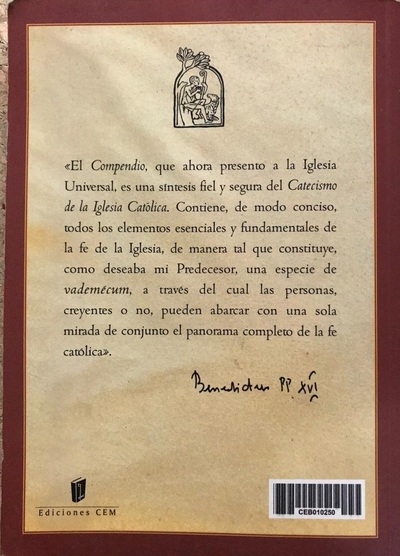 «El Compendio, que ahora presento a la Iglesia
Universal, es una síntesis fiel y segura del Catecismo
de la Iglesia Católica. Contiene, de modo conciso,
todos los elementos esenciales y fundamentales de
la fe de la Iglesia, de manera tal que constituye,
como deseaba mi Predecesor, una especie de
vademécum, a través del cual las personas,
creyentes o no, pueden abarcar con una sola
mirada de conjunto el panorama completo de la fe
católica».
Benedictus PP XVI
Ediciones CEM
CEB010250